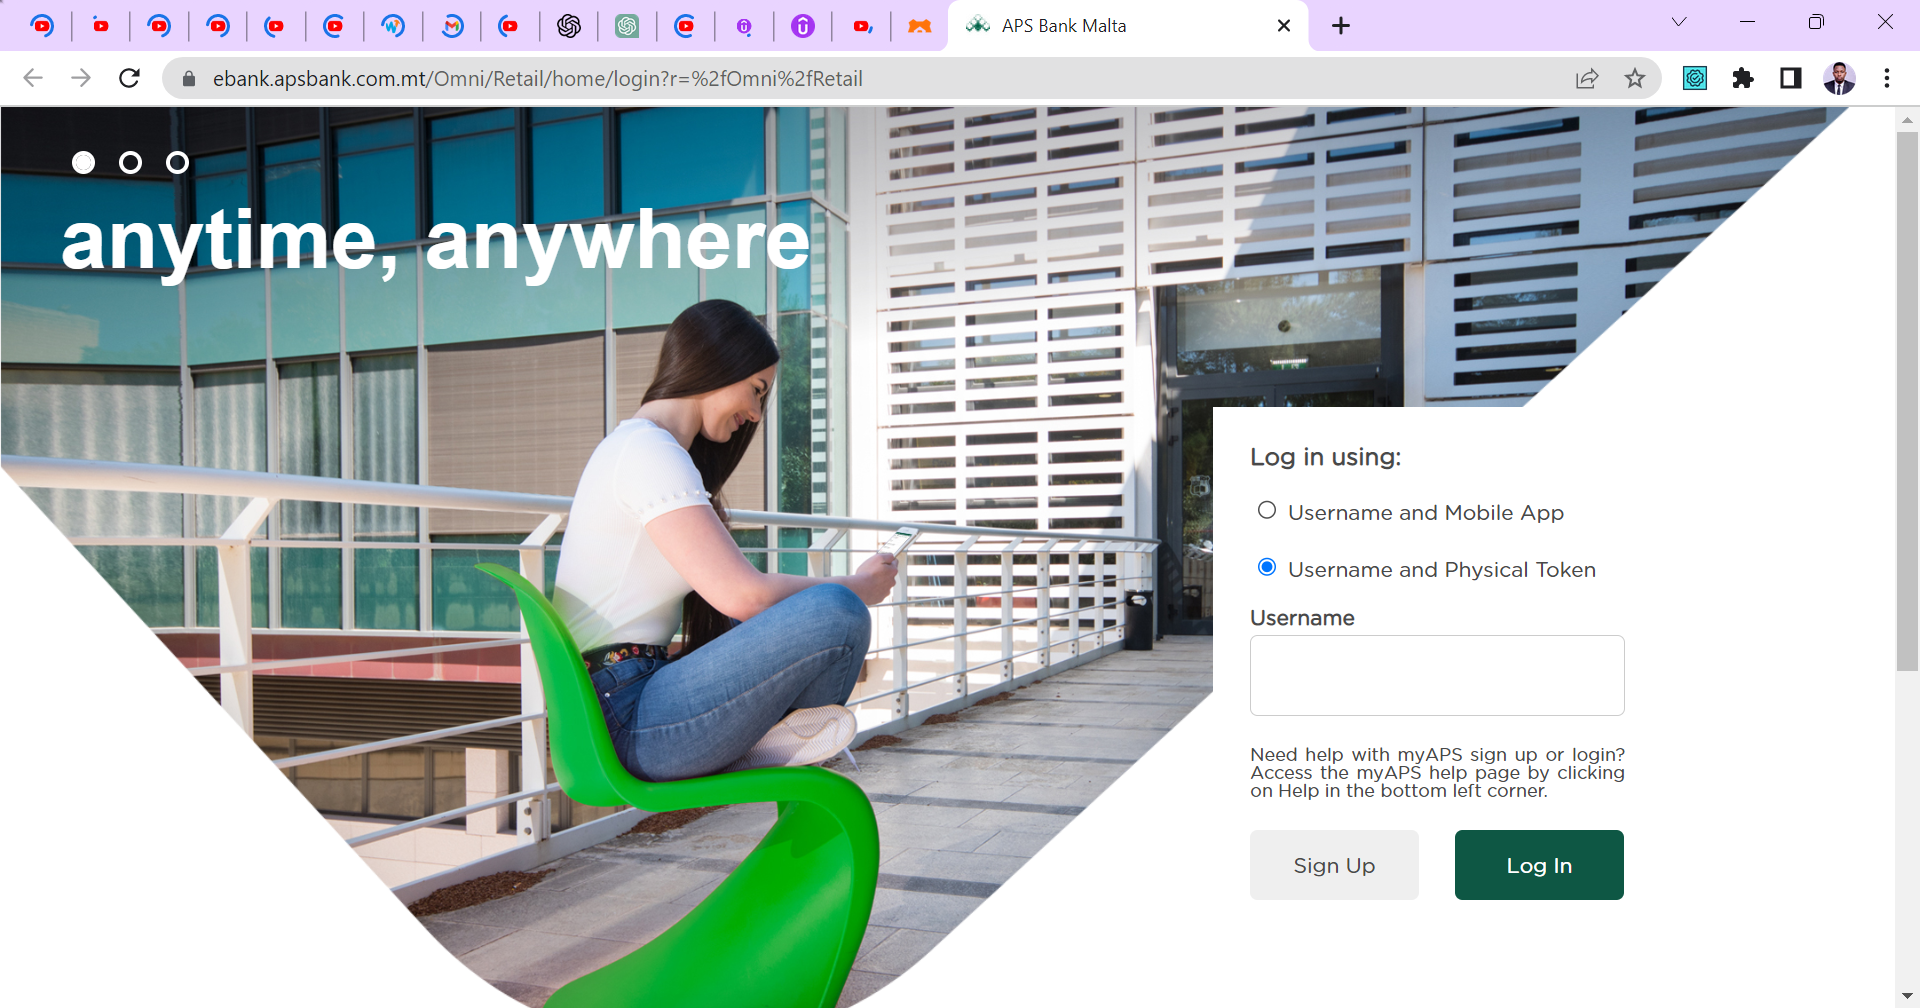 APS Bank Malta
ebank.apsbank.com.mt/Omni/Retail/home/login?r=%2fOmni%2fRetail
anytime, anywhere
Log in using:
Username and Mobile App
Username and Physical Token
Username
Need help with myAPS sign up or login?
Access the myAPS help page by clicking
on Help in the bottom left corner.
Sign Up
Log In